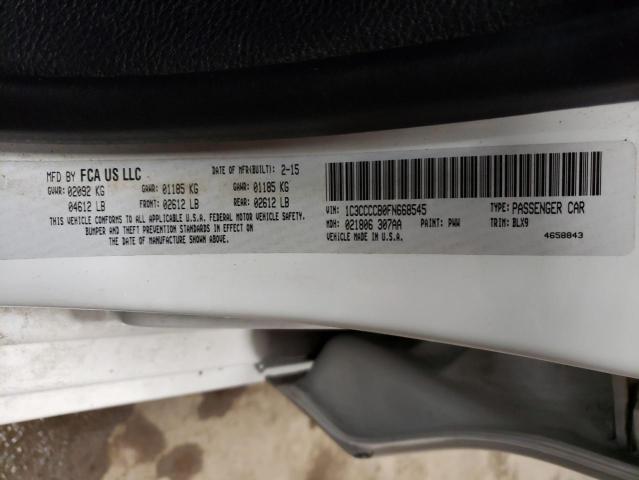 MFD BY FCA US LLC DATE OF MFR(BUILT): 2-15
GVWR: 02092 KG GAWR: 01185 KG GAWR: 01185 KG
04612 LB FRONT: 02612 LB REAR: 02612 LB
THIS VEHICLE CONFORMS TO ALL APPLICABLE U.S.A. FEDERAL MOTOR VEHICLE SAFETY,
BUMPER AND THEFT PREVENTION STANDARDS IN EFFECT ON
THE DATE OF MANUFACTURE SHOWN ABOVE.
VIN: 1C3CCCCB0FN668545 TYPE: PASSENGER CAR
MDH: 021806 307AA PAINT: PWW TRIM: BLX9
VEHICLE MADE IN U.S.A. 4658843